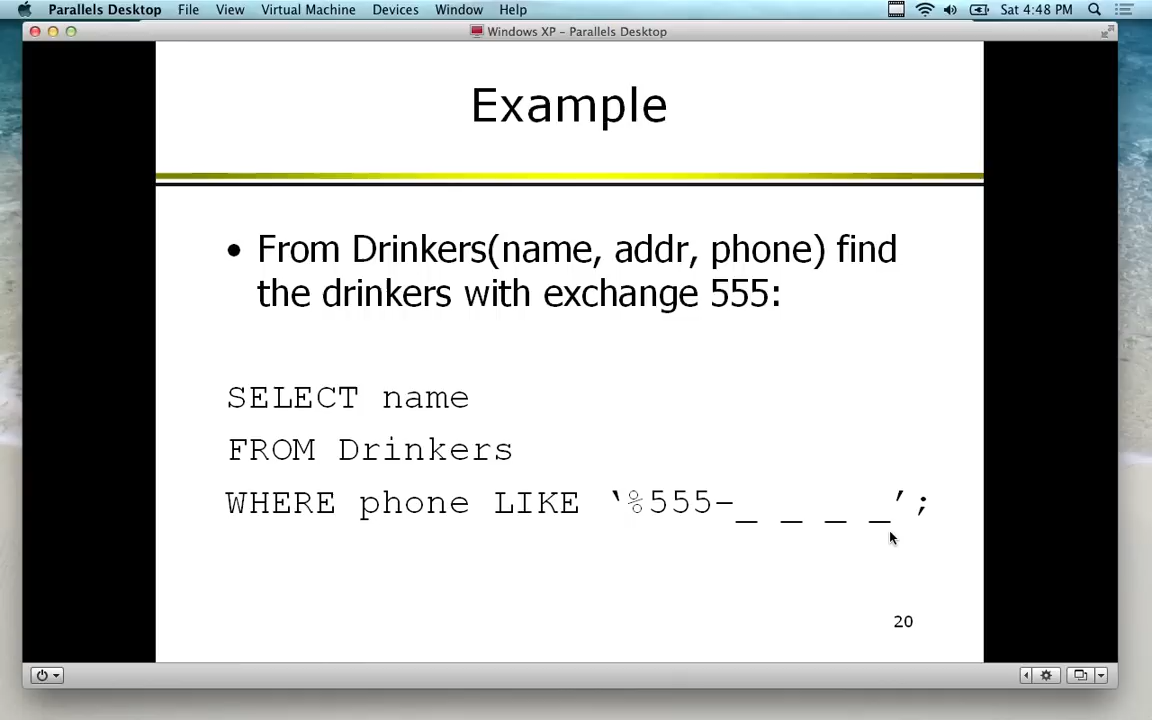 Parallels Desktop File View Virtual Machine Devices Window Help Sat 4:48 PM
Windows XP – Parallels Desktop
Example
• From Drinkers(name, addr, phone) find
the drinkers with exchange 555:
SELECT name
FROM Drinkers
WHERE phone LIKE ‘%555-_ _ _ _’;
20